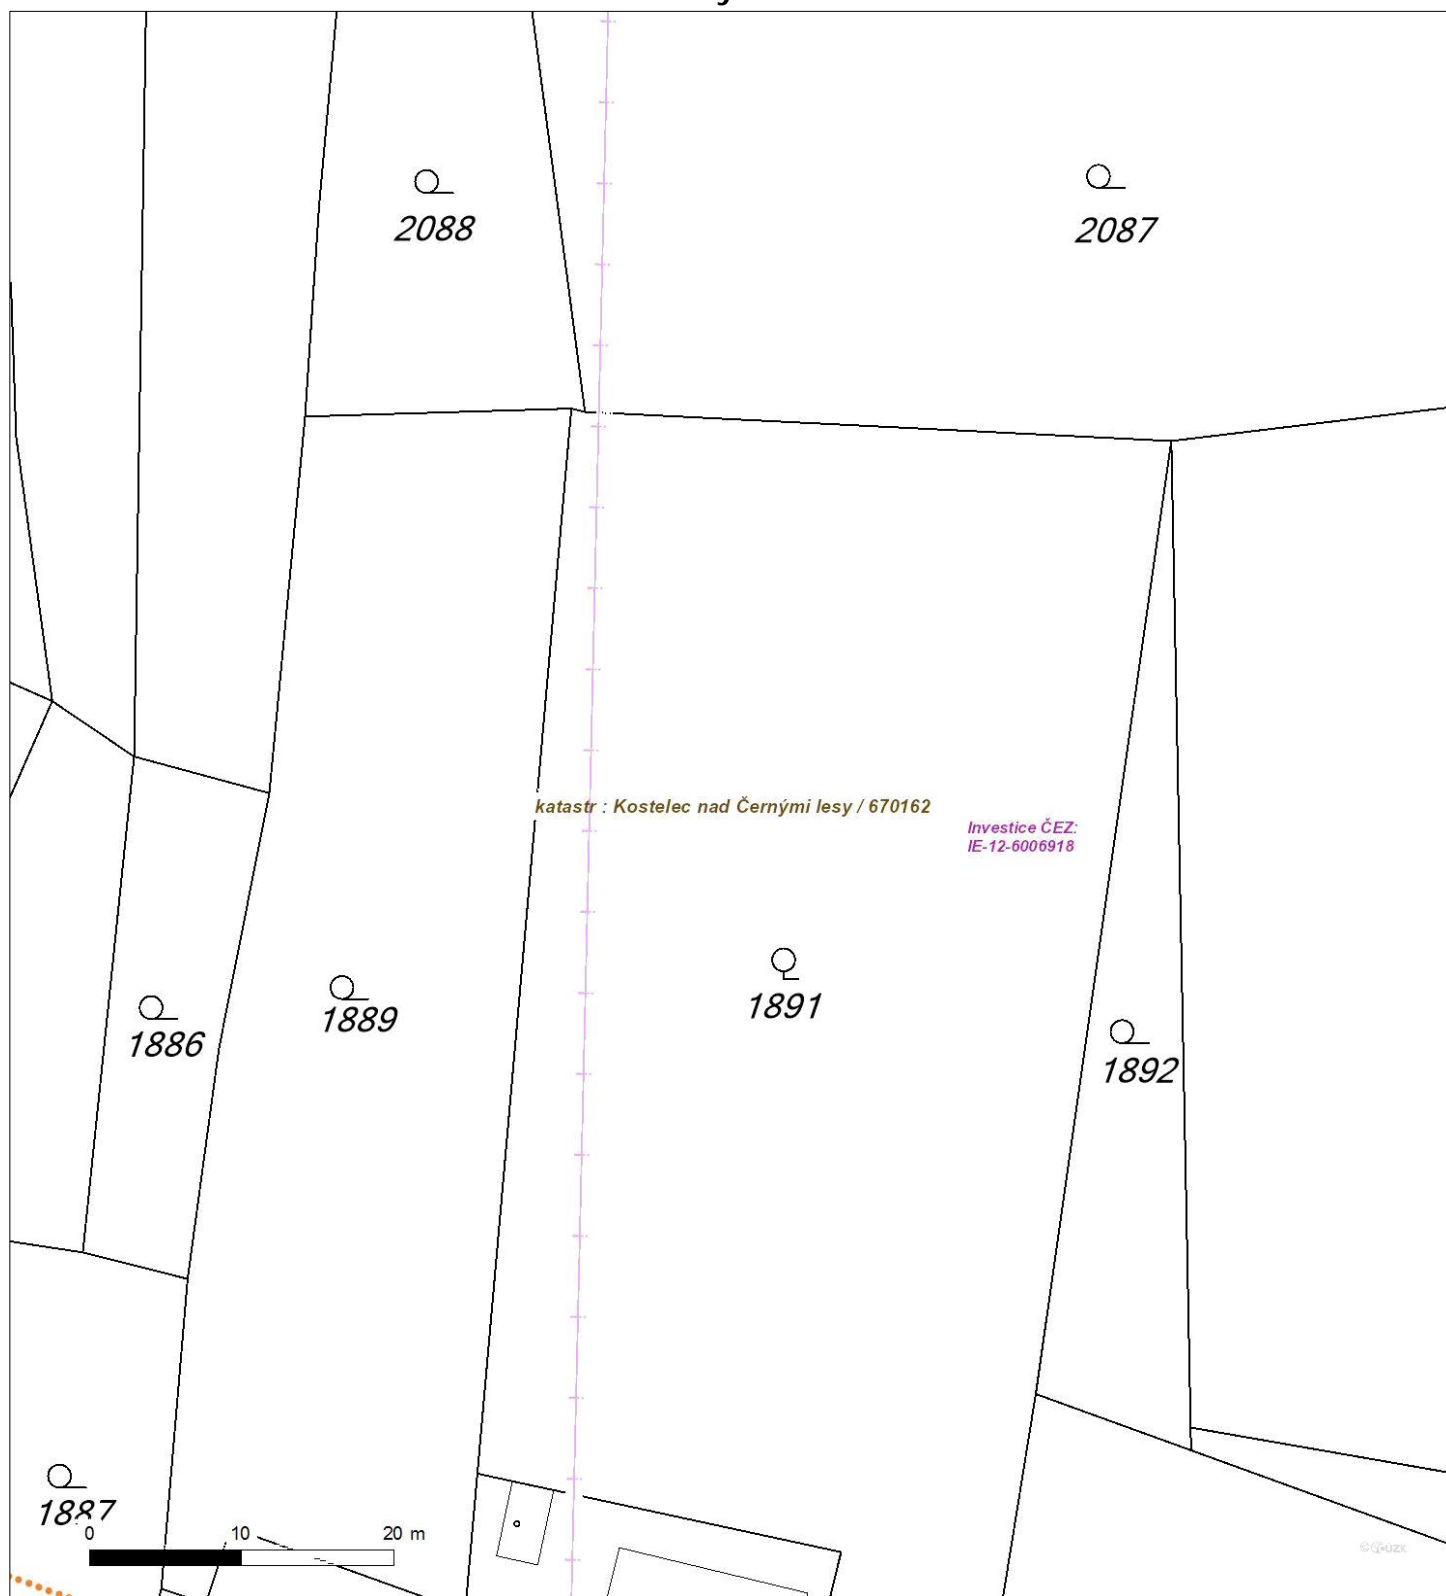 2088
2087
katastr : Kostelec nad Černými lesy / 670162
Investice ČEZ:
IE-12-6006918
1891
1889
1886
1892
1887
0 10 20 m